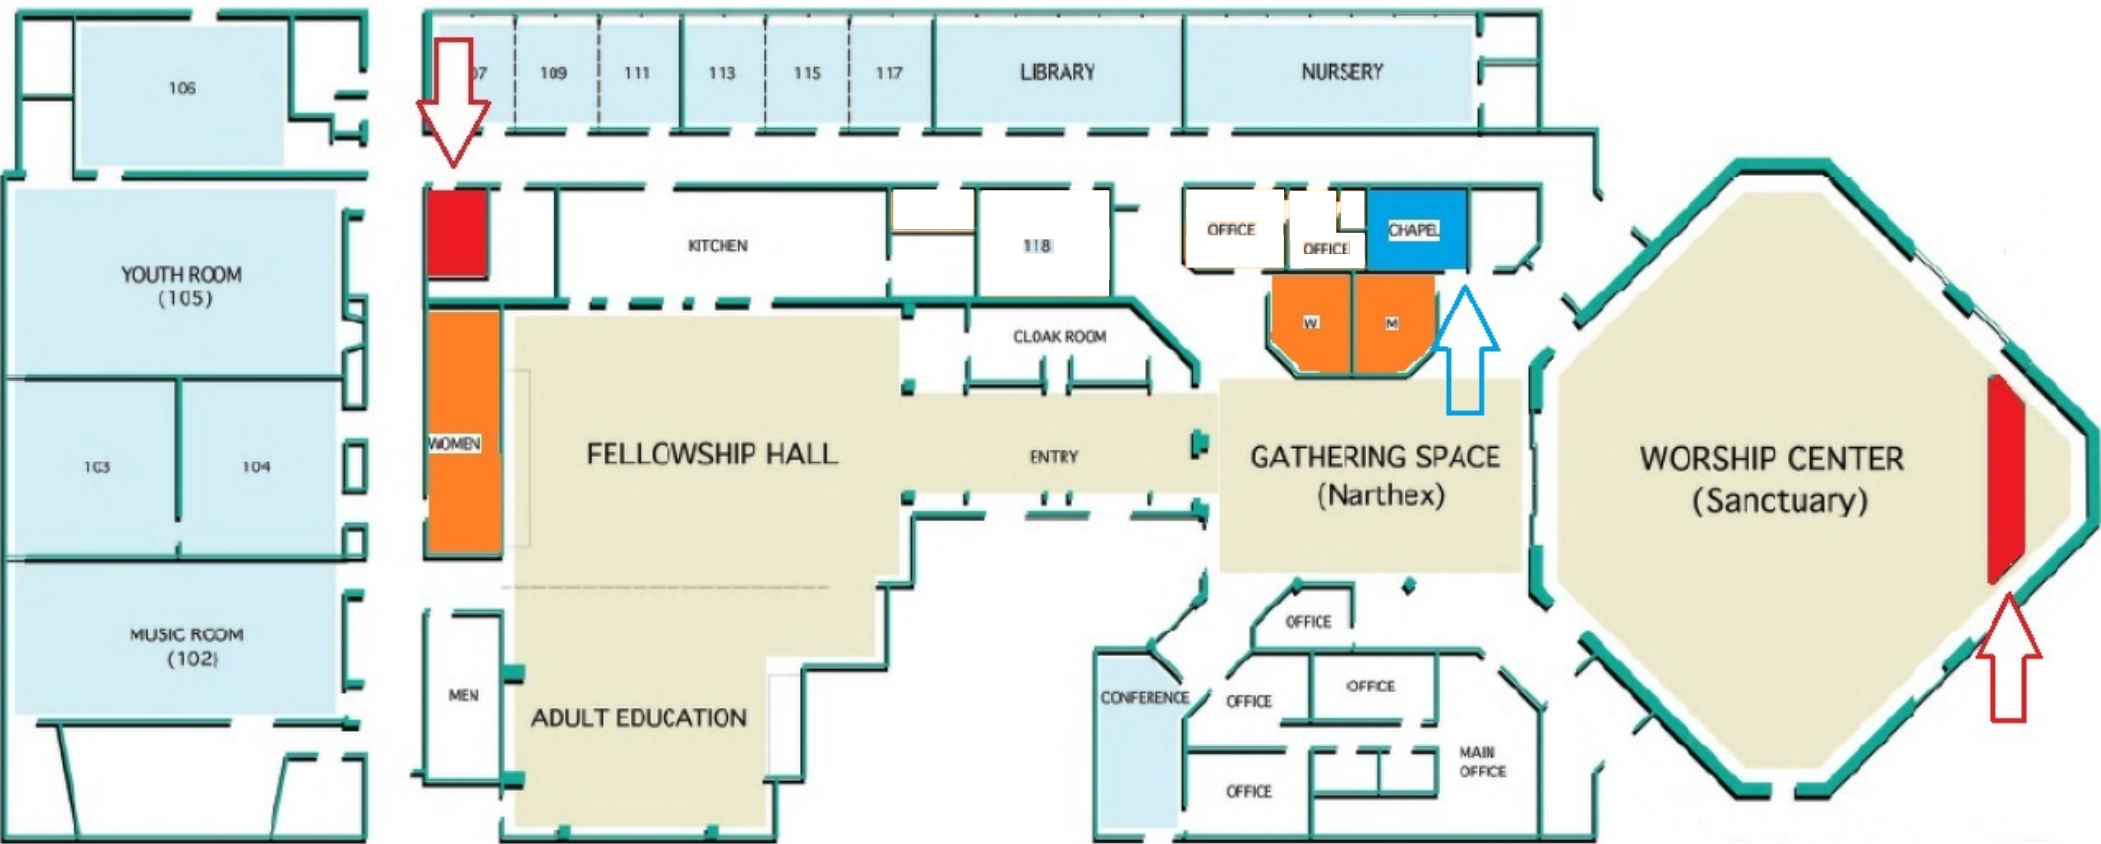 106
07
109
111
113
115
117
LIBRARY
NURSERY
YOUTH ROOM
(105)
KITCHEN
118
OFFICE
OFFICE
CHAPEL
W
M
CLOAK ROOM
103
104
WOMEN
FELLOWSHIP HALL
ENTRY
GATHERING SPACE
(Narthex)
WORSHIP CENTER
(Sanctuary)
MUSIC ROOM
(102)
MEN
ADULT EDUCATION
OFFICE
CONFERENCE
OFFICE
OFFICE
MAIN
OFFICE
OFFICE